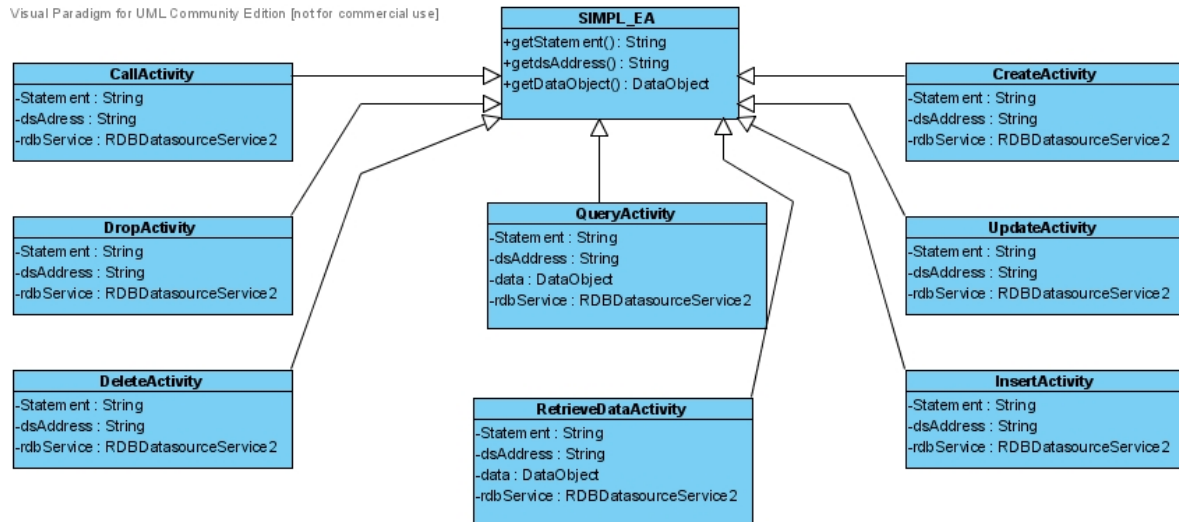 Visual Paradigm for UML Community Edition [not for commercial use]
SIMPL_EA
+getStatement() : String
+getdsAddress() : String
+getDataObject() : DataObject
CallActivity
-Statement : String
-dsAdress : String
-rdbService : RDBDatasourceService2
CreateActivity
-Statement : String
-dsAddress : String
-rdbService : RDBDatasourceService2
DropActivity
-Statement : String
-dsAddress : String
-rdbService : RDBDatasourceService2
QueryActivity
-Statement : String
-dsAddress : String
-data : DataObject
-rdbService : RDBDatasourceService2
UpdateActivity
-Statement : String
-dsAddress : String
-rdbService : RDBDatasourceService2
DeleteActivity
-Statement : String
-dsAddress : String
-rdbService : RDBDatasourceService2
RetrieveDataActivity
-Statement : String
-dsAddress : String
-data : DataObject
-rdbService : RDBDatasourceService2
InsertActivity
-Statement : String
-dsAddress : String
-rdbService : RDBDatasourceService2